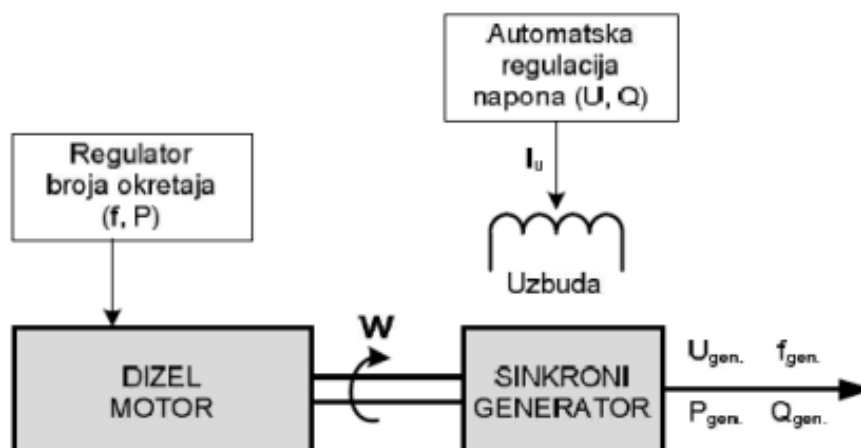 Automatska
regulacija
napona (U, Q)
Regulator
broja okretaja
(f, P)
Iu
Uzbuda
W
DIZEL
MOTOR
SINKRONI
GENERATOR
Ugen. fgen.
Pgen. Qgen.